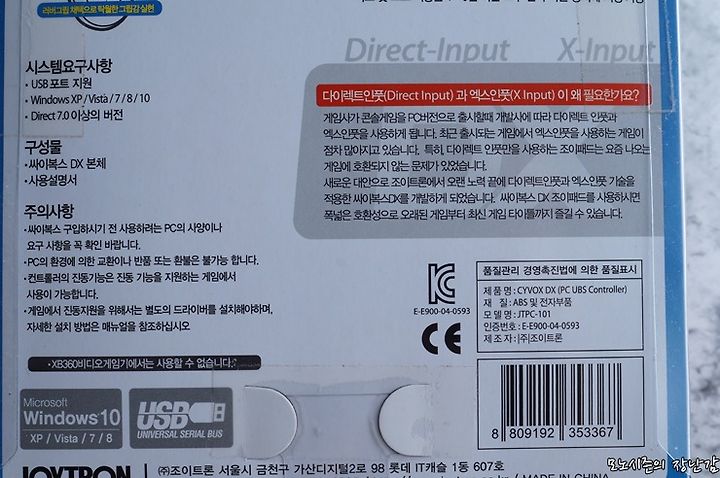 러버그립 채택으로 탁월한 그립감 실현
Direct-Input X-Input
시스템요구사항
• USB 포트 지원
• Windows XP / Vista / 7 / 8 / 10
• Direct 7.0 이상의 버전
구성물
• 싸이복스 DX 본체
• 사용설명서
주의사항
• 싸이복스 구입하시기 전 사용하려는 PC의 사양이나
요구 사항을 꼭 확인 바랍니다.
• PC의 환경에 의한 교환이나 반품 또는 환불은 불가능 합니다.
• 컨트롤러의 진동기능은 진동 기능을 지원하는 게임에서
사용이 가능합니다.
• 게임에서 진동지원을 위해서는 별도의 드라이버를 설치해야하며,
자세한 설치 방법은 매뉴얼을 참조하십시오
• XB360비디오게임기에서는 사용할 수 없습니다.
다이렉트인풋(Direct Input) 과 엑스인풋(X Input) 이 왜 필요한가요?
게임사가 콘솔게임을 PC버전으로 출시할때 개발사에 따라 다이렉트 인풋과
엑스인풋을 사용하게 됩니다. 최근 출시되는 게임에서 엑스인풋을 사용하는 게임이
점차 많아지고 있습니다. 특히, 다이렉트 인풋만을 사용하는 조이패드는 요즘 나오는
게임에 호환되지 않는 문제가 있었습니다.
새로운 대안으로 조이트론에서 오랜 노력 끝에 다이렉트인풋과 엑스인풋 기술을
적용한 싸이복스DX를 개발하게 되었습니다. 싸이복스 DX 조이패드를 사용하시면
폭넓은 호환성으로 오래된 게임부터 최신 게임 타이틀까지 즐길 수 있습니다.
E-E900-04-0593
CE
품질관리 경영촉진법에 의한 품질표시
제 품 명 : CYVOX DX (PC UBS Controller)
재 질 : ABS 및 전자부품
모 델 명 : JTPC-101
인증번호 : E-E900-04-0593
제 조 자 : ㈜조이트론
8 809192 353367
Microsoft
Windows 10
XP / Vista / 7 / 8
USB
UNIVERSAL SERIAL BUS
JOYTRON
㈜조이트론 서울시 금천구 가산디지털2로 98 롯데 IT캐슬 1동 607호
MADE IN CHINA
모노시즌의 장난감